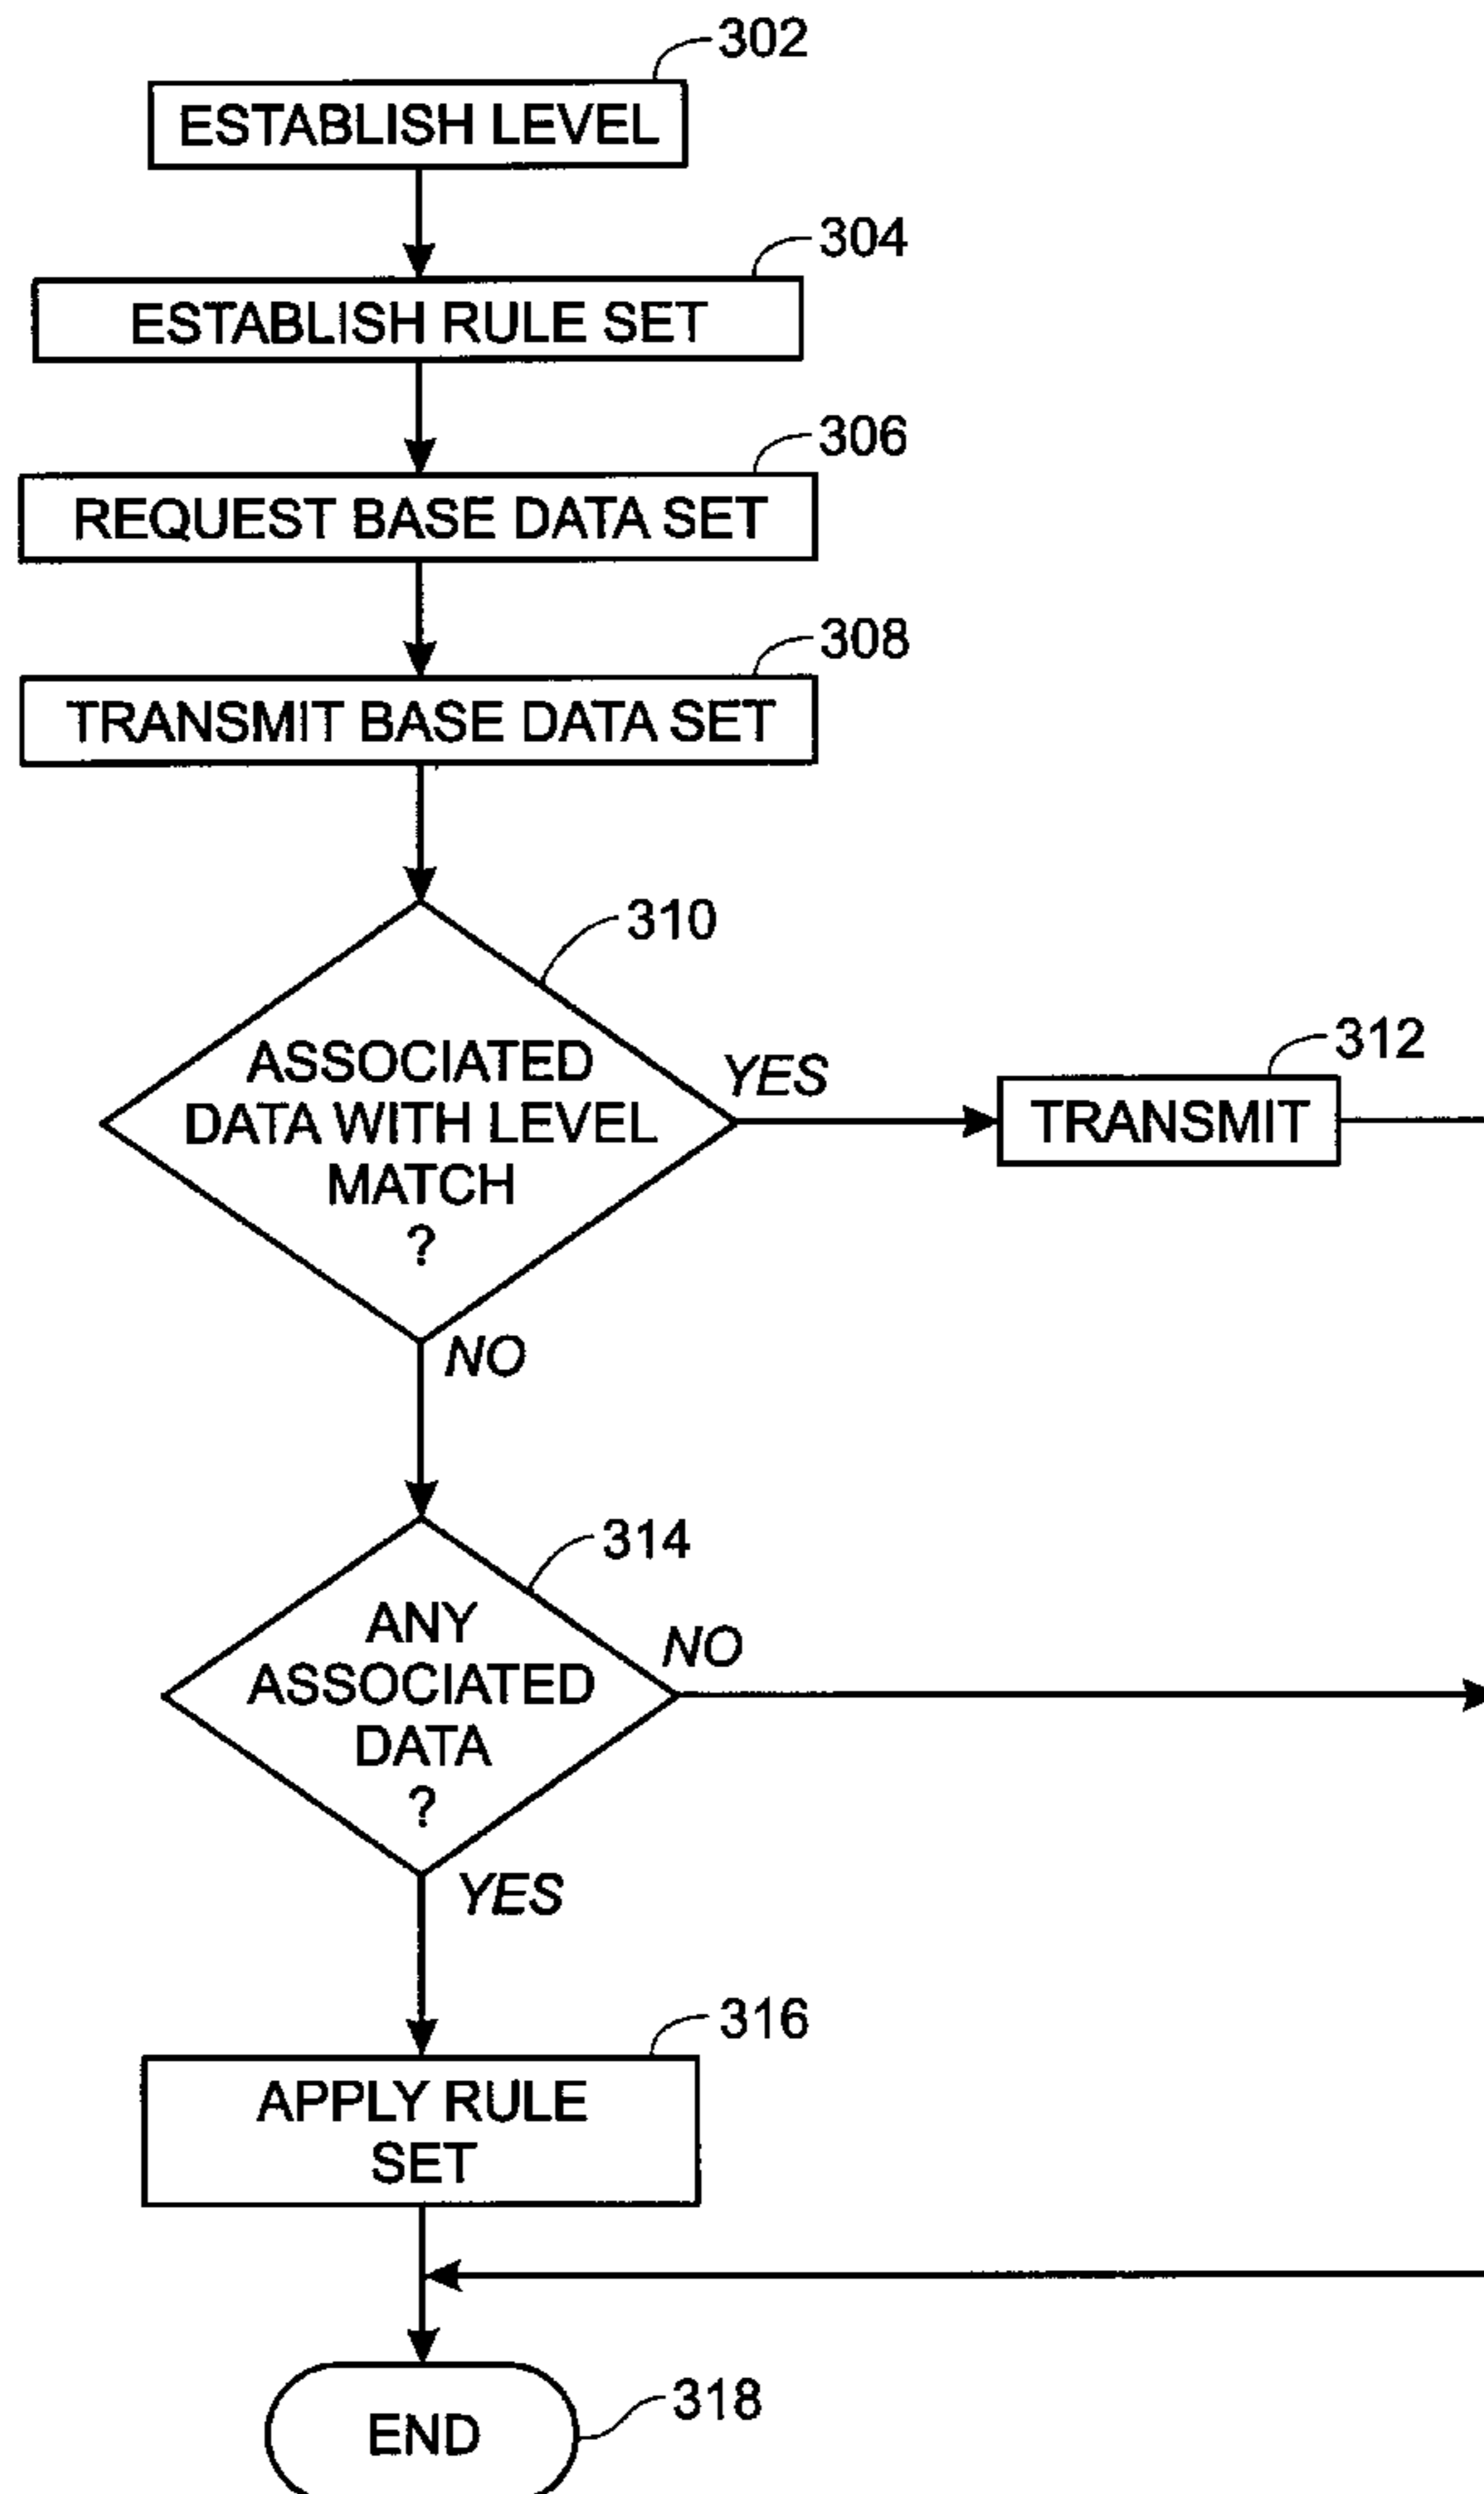 302
ESTABLISH LEVEL
304
ESTABLISH RULE SET
306
REQUEST BASE DATA SET
308
TRANSMIT BASE DATA SET
310
ASSOCIATED
DATA WITH LEVEL
MATCH
?
YES
312
TRANSMIT
NO
314
ANY
ASSOCIATED
DATA
?
NO
YES
316
APPLY RULE
SET
318
END